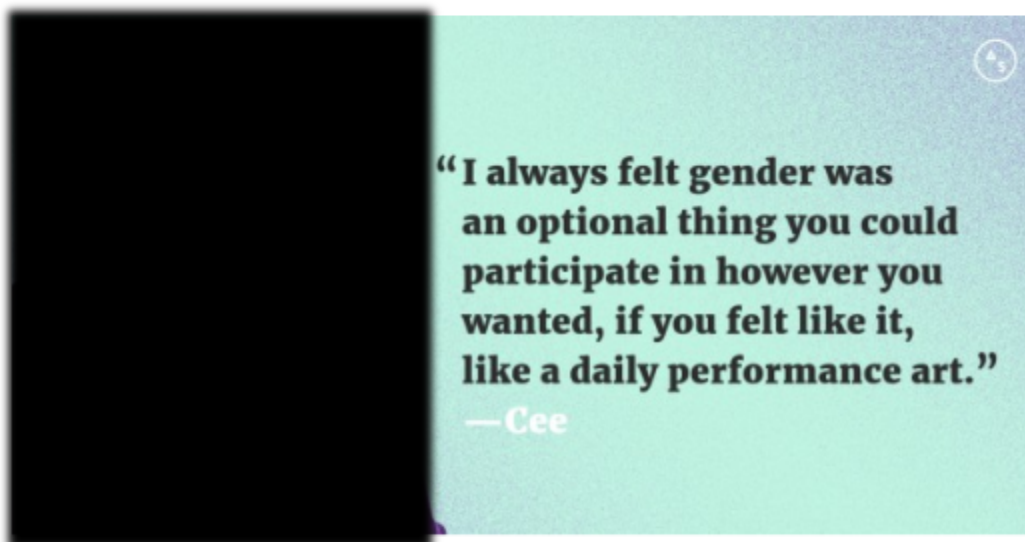 “I always felt gender was
an optional thing you could
participate in however you
wanted, if you felt like it,
like a daily performance art.”
—Cee